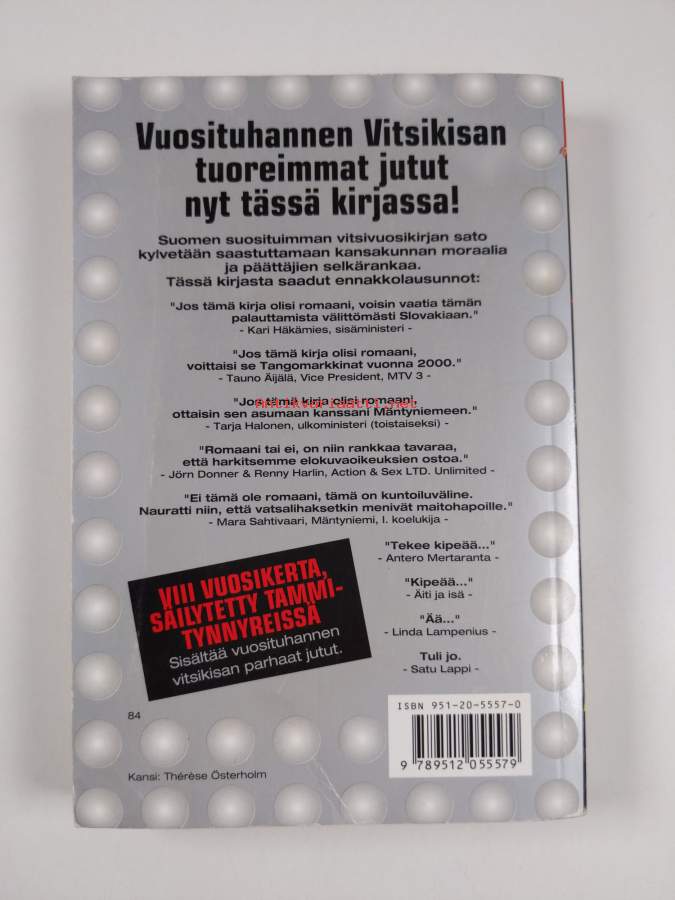 Vuosituhannen Vitsikisan
tuoreimmat jutut
nyt tässä kirjassa!
Suomen suosituimman vitsivuosikirjan sato
kylvetään saastuttamaan kansakunnan moraalia
ja päättäjien selkärankaa.
Tässä kirjasta saadut ennakkolausunnot:
"Jos tämä kirja olisi romaani, voisin vaatia tämän
palauttamista välittömästi Slovakiaan."
- Kari Häkämies, sisäministeri -
"Jos tämä kirja olisi romaani,
voittaisi se Tangomarkkinat vuonna 2000."
- Tauno Äijälä, Vice President, MTV 3 -
"Jos tämä kirja olisi romaani,
Antikvariaatti.net
ottaisin sen asumaan kanssani Mäntyniemeen."
- Tarja Halonen, ulkoministeri (toistaiseksi) -
"Romaani tai ei, on niin rankkaa tavaraa,
että harkitsemme elokuvaoikeuksien ostoa."
- Jörn Donner & Renny Harlin, Action & Sex LTD. Unlimited -
"Ei tämä ole romaani, tämä on kuntoiluväline.
Nauratti niin, että vatsalihaksetkin menivät maitohapoille."
- Mara Sahtivaari, Mäntyniemi, I. koelukija -
"Tekee kipeää..."
- Antero Mertaranta -
"Kipeää..."
- Äiti ja isä -
"Ää..."
- Linda Lampenius -
Tuli jo.
- Satu Lappi -
VIII VUOSIKERTA,
SÄILYTETTY TAMMI-
TYNNYREISSÄ
Sisältää vuosituhannen
vitsikisan parhaat jutut.
84
Kansi: Thérèse Österholm
ISBN 951-20-5557-0
9 789512 055579